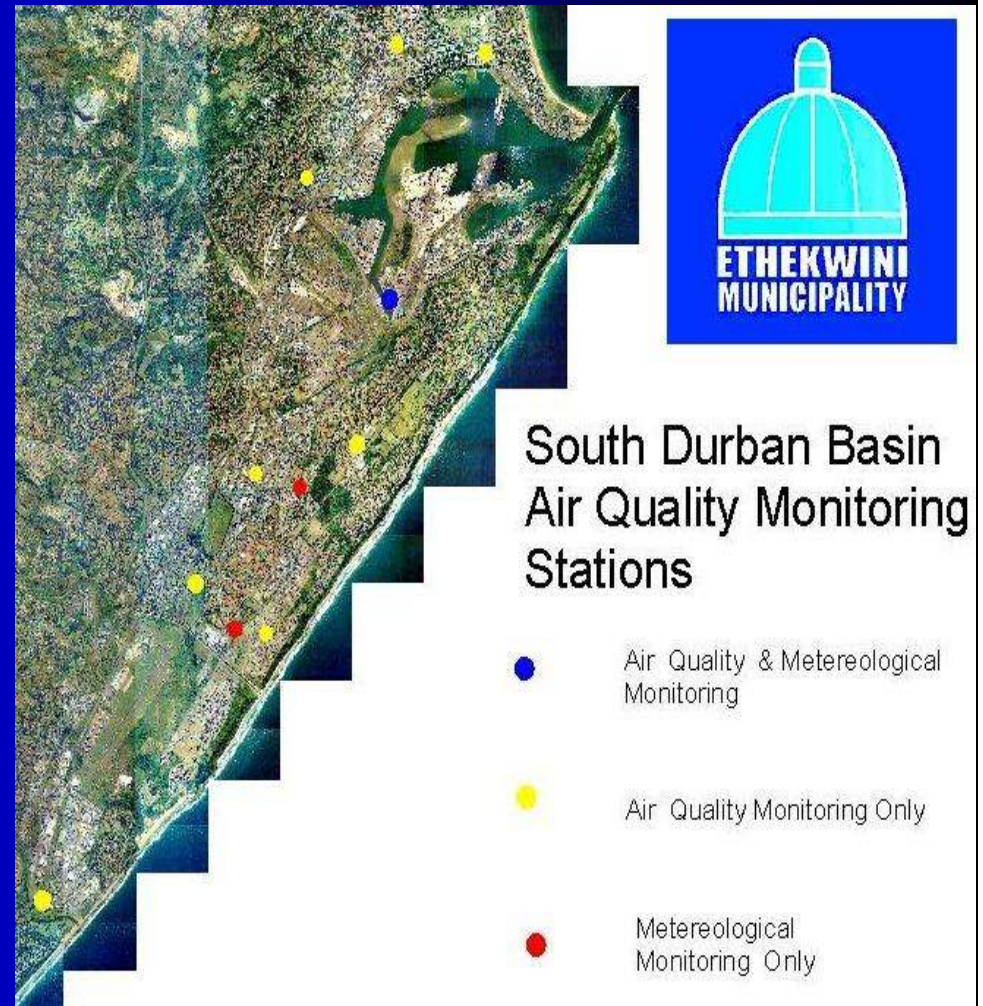 ETHEKWINI
MUNICIPALITY
South Durban Basin
Air Quality Monitoring
Stations
Air Quality & Metereological
Monitoring
Air Quality Monitoring Only
Metereological
Monitoring Only